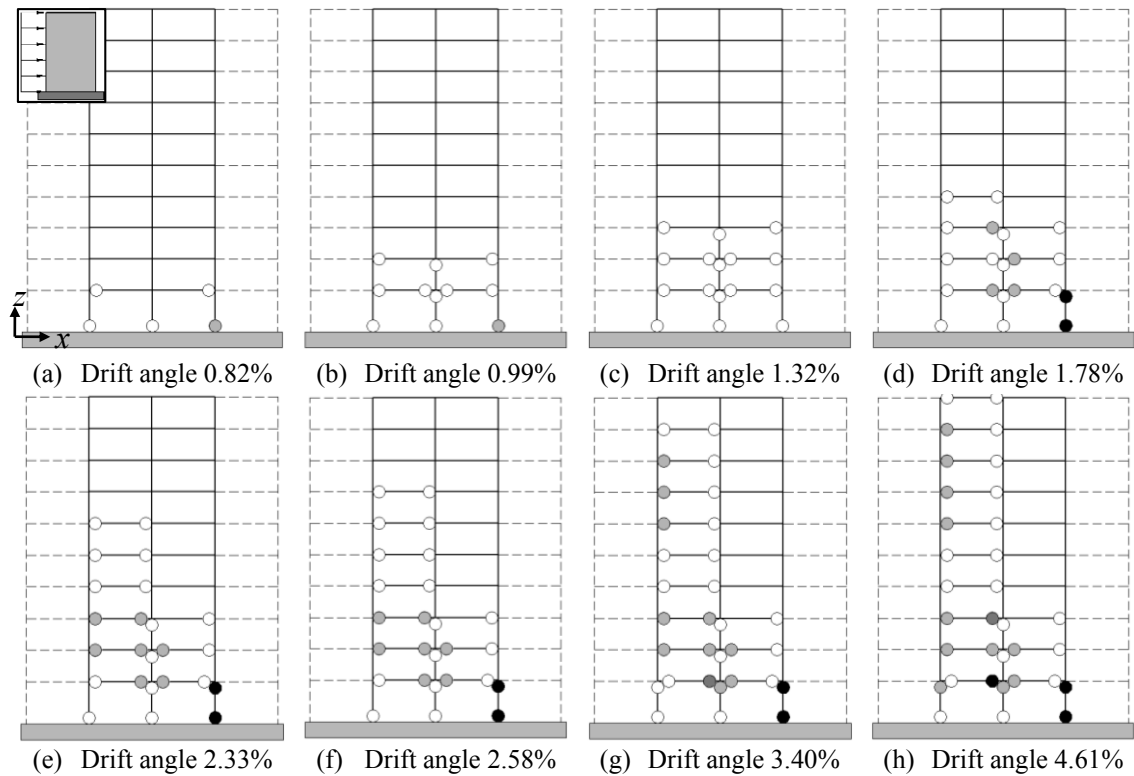 z
x
(a) Drift angle 0.82%
(b) Drift angle 0.99%
(c) Drift angle 1.32%
(d) Drift angle 1.78%
(e) Drift angle 2.33%
(f) Drift angle 2.58%
(g) Drift angle 3.40%
(h) Drift angle 4.61%